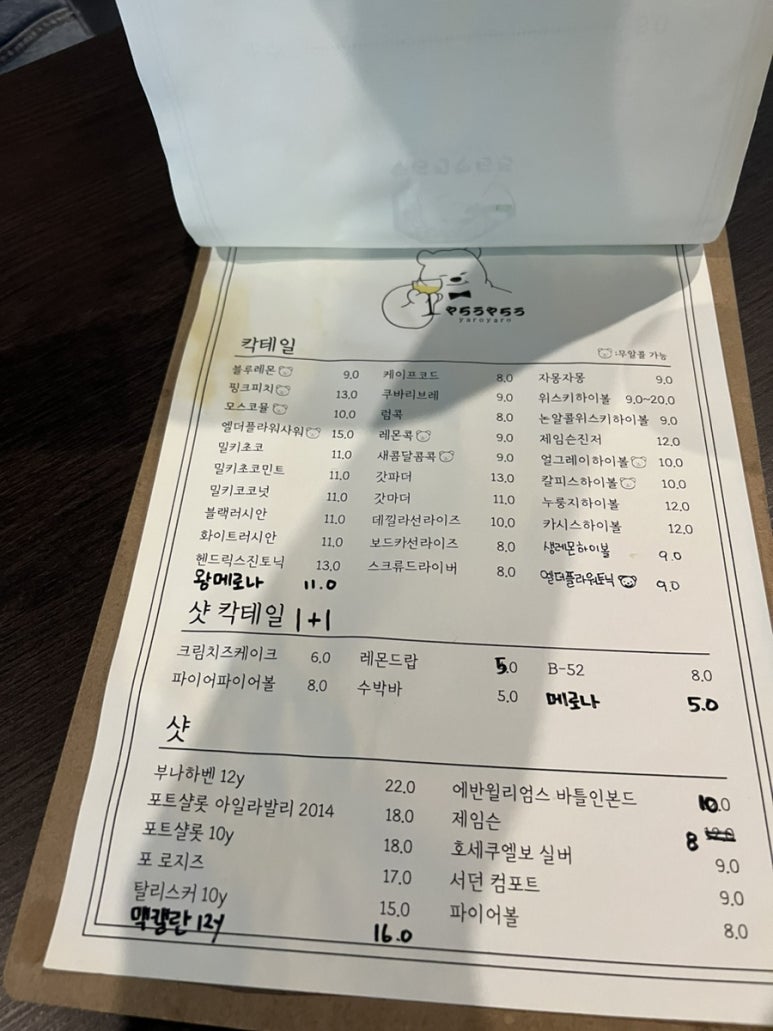 야로야로
yaroyaro
칵테일
:무알콜 가능
블루레몬 9.0
핑크피치 13.0
모스코뮬 10.0
엘더플라워사워 15.0
밀키초코 11.0
밀키초코민트 11.0
밀키코코넛 11.0
블랙러시안 11.0
화이트러시안 11.0
헨드릭스진토닉 13.0
왕메로나 11.0
케이프코드 8.0
쿠바리브레 9.0
럼콕 8.0
레몬콕 9.0
새콤달콤콕 9.0
갓파더 13.0
갓마더 11.0
데낄라선라이즈 10.0
보드카선라이즈 8.0
스크류드라이버 8.0
자몽자몽 9.0
위스키하이볼 9.0~20.0
논알콜위스키하이볼 9.0
제임슨진저 12.0
얼그레이하이볼 10.0
칼피스하이볼 10.0
누룽지하이볼 12.0
카시스하이볼 12.0
생레몬하이볼 9.0
엘더플라워토닉 9.0
샷 칵테일 1+1
크림치즈케이크 6.0
파이어파이어볼 8.0
레몬드랍 5.0
수박바 5.0
B-52 8.0
메로나 5.0
샷
부나하벤 12y 22.0
포트샬롯 아일라발리 2014 18.0
포트샬롯 10y 18.0
포 로지즈 17.0
탈리스커 10y 15.0
맥캘란 12y 16.0
에반윌리엄스 바틀인본드 10.0
제임슨 8
호세쿠엘보 실버 9.0
서던 컴포트 9.0
파이어볼 8.0